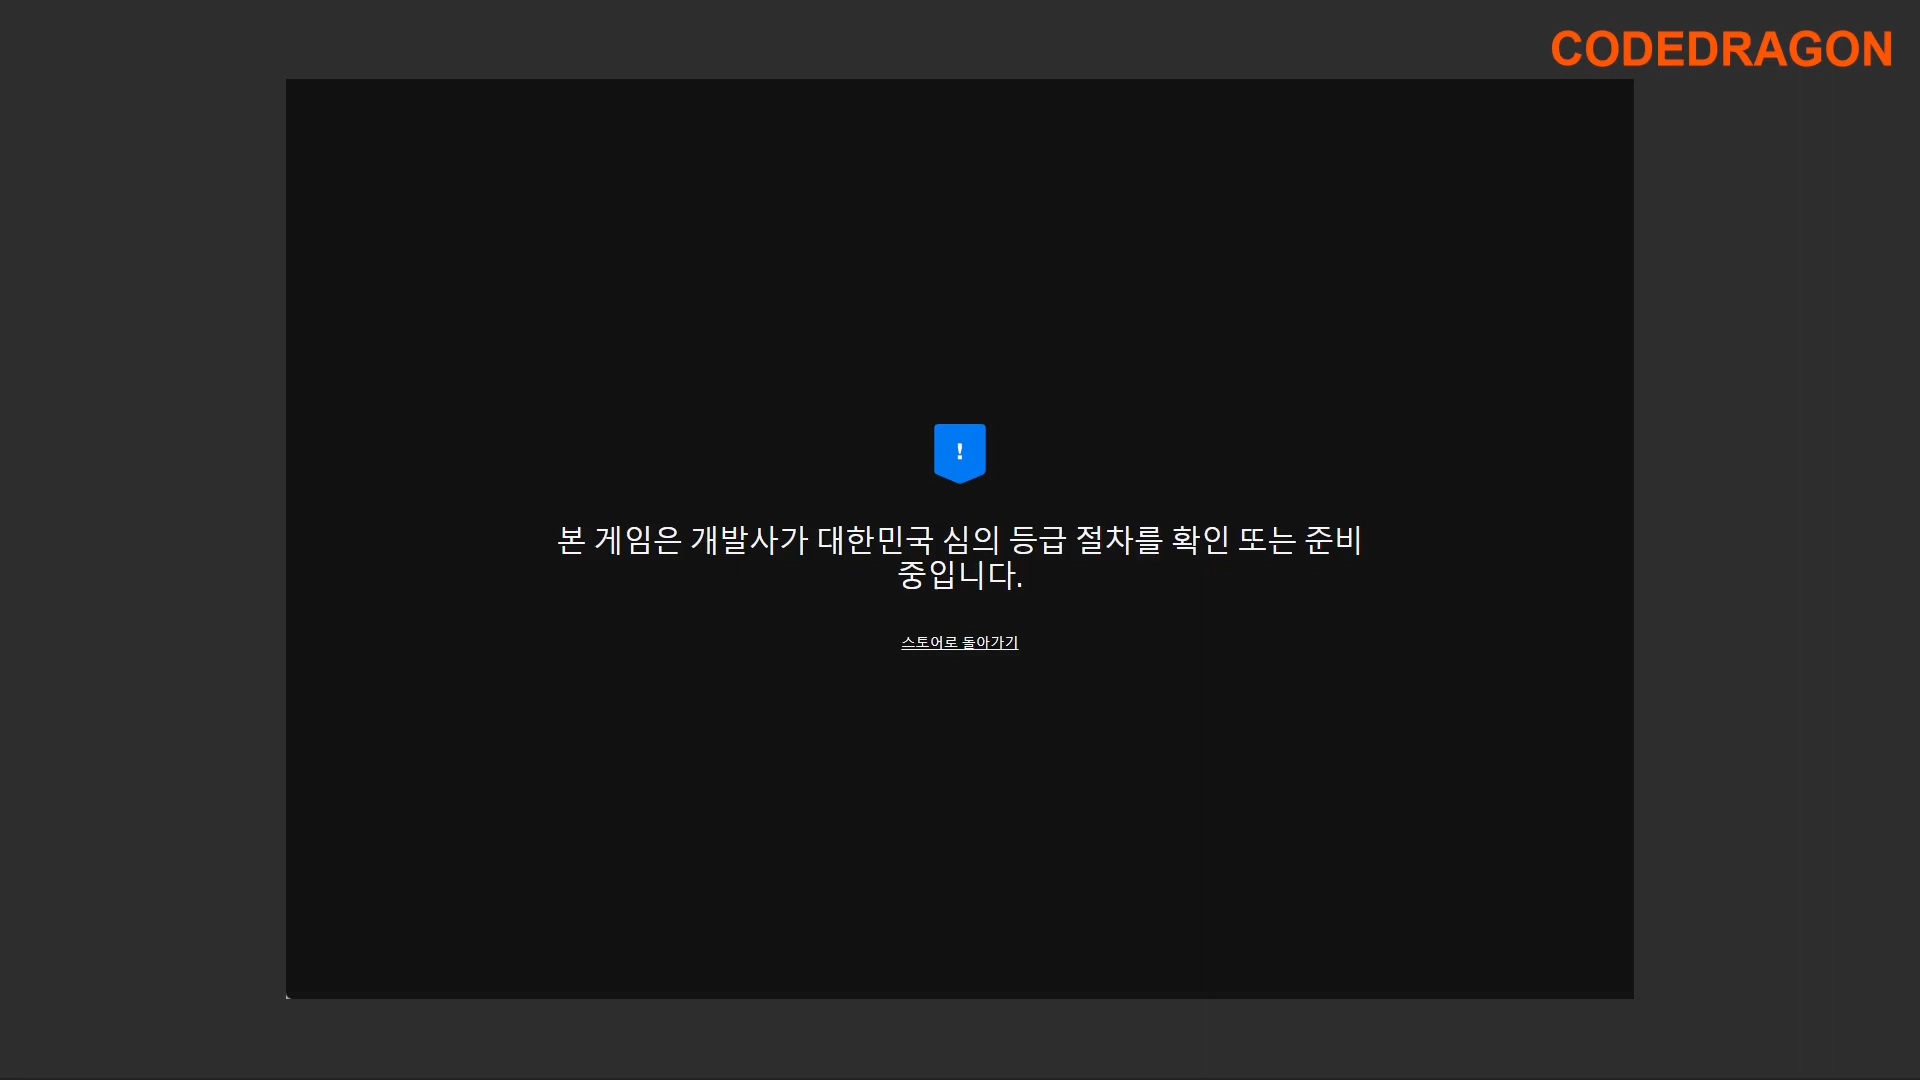 CODEDRAGON
!
본 게임은 개발사가 대한민국 심의 등급 절차를 확인 또는 준비
중입니다.
스토어로 돌아가기